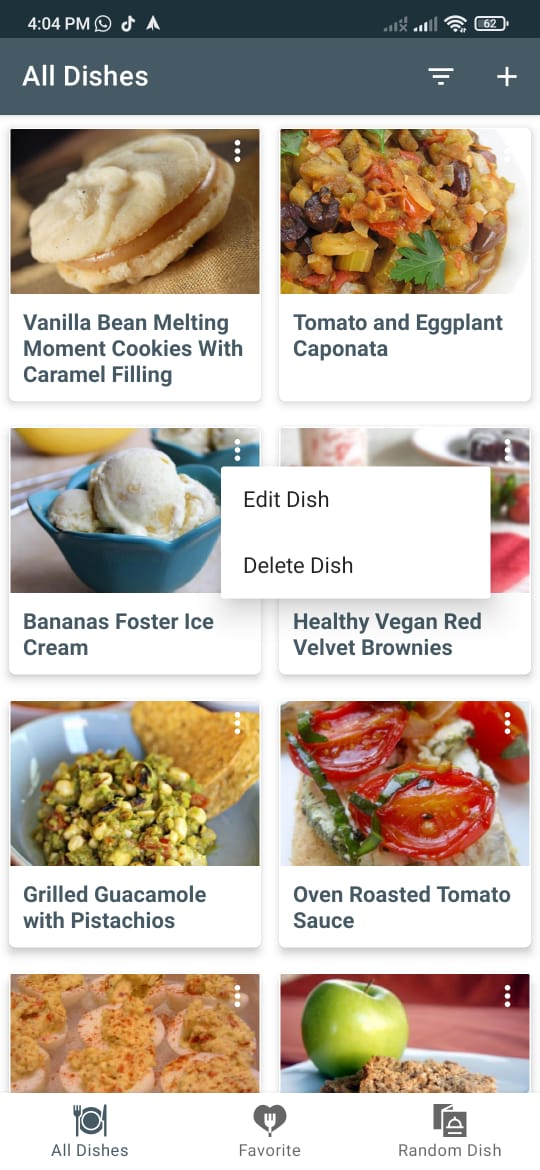 4:04 PM
62
All Dishes
Vanilla Bean Melting
Moment Cookies With
Caramel Filling
Tomato and Eggplant
Caponata
Edit Dish
Delete Dish
Bananas Foster Ice
Cream
Healthy Vegan Red
Velvet Brownies
Grilled Guacamole
with Pistachios
Oven Roasted Tomato
Sauce
All Dishes
Favorite
Random Dish